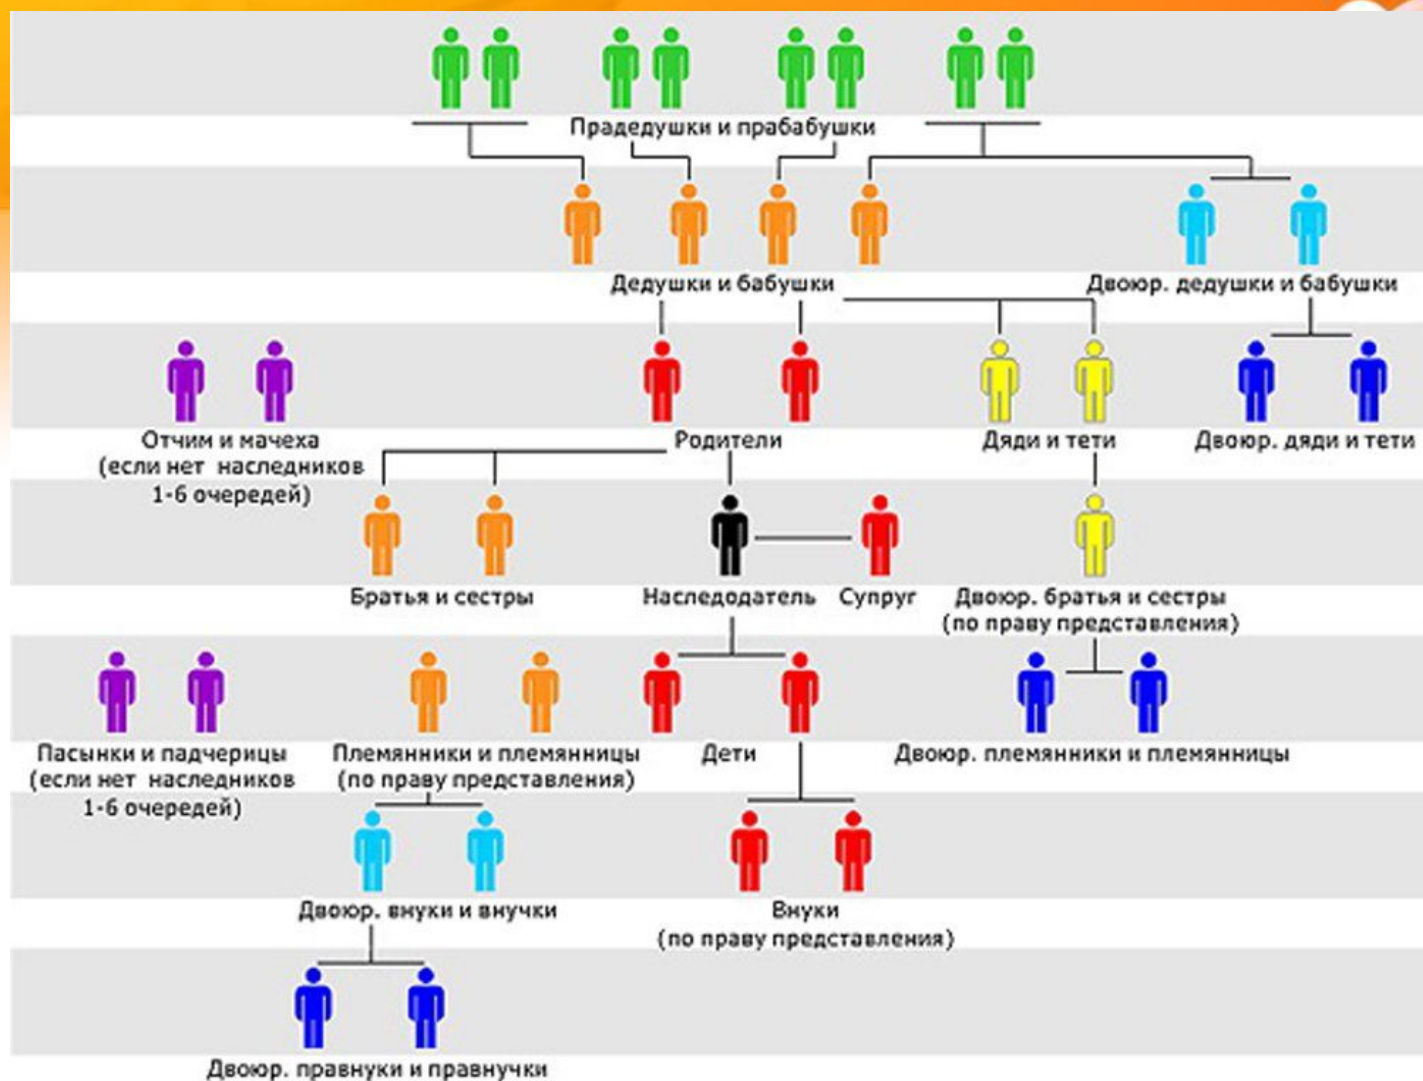 Прадедушки и прабабушки
Дедушки и бабушки
Двоюр. дедушки и бабушки
Отчим и мачеха
(если нет наследников
1-6 очередей)
Родители
Дяди и тети
Двоюр. дяди и тети
Братья и сестры
Наследодатель
Супруг
Двоюр. братья и сестры
(по праву представления)
Пасынки и падчерицы
(если нет наследников
1-6 очередей)
Племянники и племянницы
(по праву представления)
Дети
Двоюр. племянники и племянницы
Двоюр. внуки и внучки
Внуки
(по праву представления)
Двоюр. правнуки и правнучки